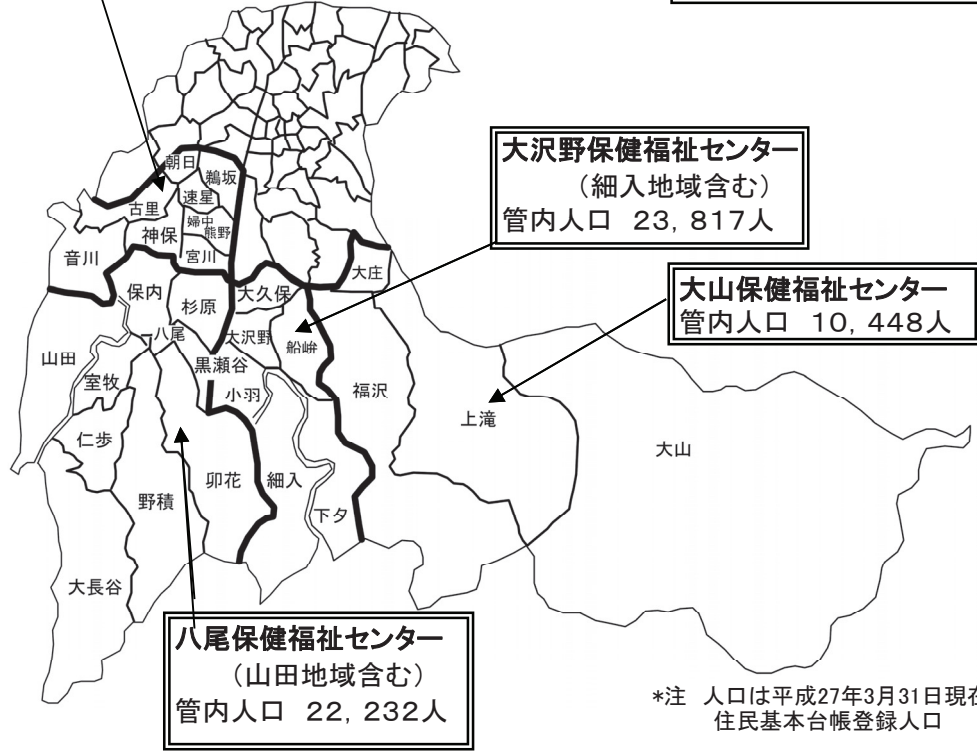 大沢野保健福祉センター
（細入地域含む）
管内人口　23,817人
大山保健福祉センター
管内人口　10,448人
朝日
鵜坂
速星
古里
婦中
熊野
神保
宮川
音川
大庄
保内
大久保
杉原
八尾
大沢野
船峅
山田
黒瀬谷
室牧
小羽
福沢
上滝
仁歩
大山
卯花
細入
野積
下タ
大長谷
八尾保健福祉センター
（山田地域含む）
管内人口　22,232人
*注　人口は平成27年3月31日現在
住民基本台帳登録人口